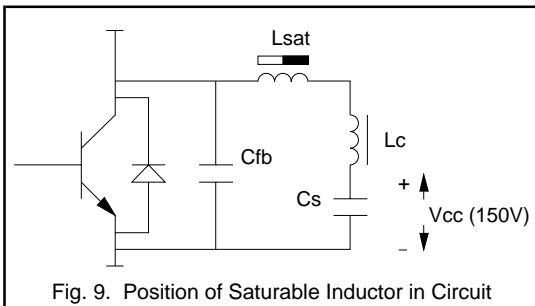 Lsat
Lc
Cfb
Cs
+
Vcc (150V)
–
Fig. 9. Position of Saturable Inductor in Circuit